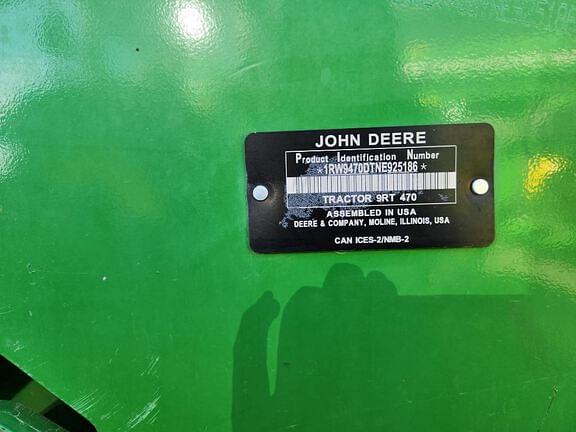 JOHN DEERE
Product Identification Number
*1RW9470DTNE925186*
TRACTOR 9RT 470
ASSEMBLED IN USA
DEERE & COMPANY, MOLINE, ILLINOIS, USA
CAN ICES-2/NMB-2